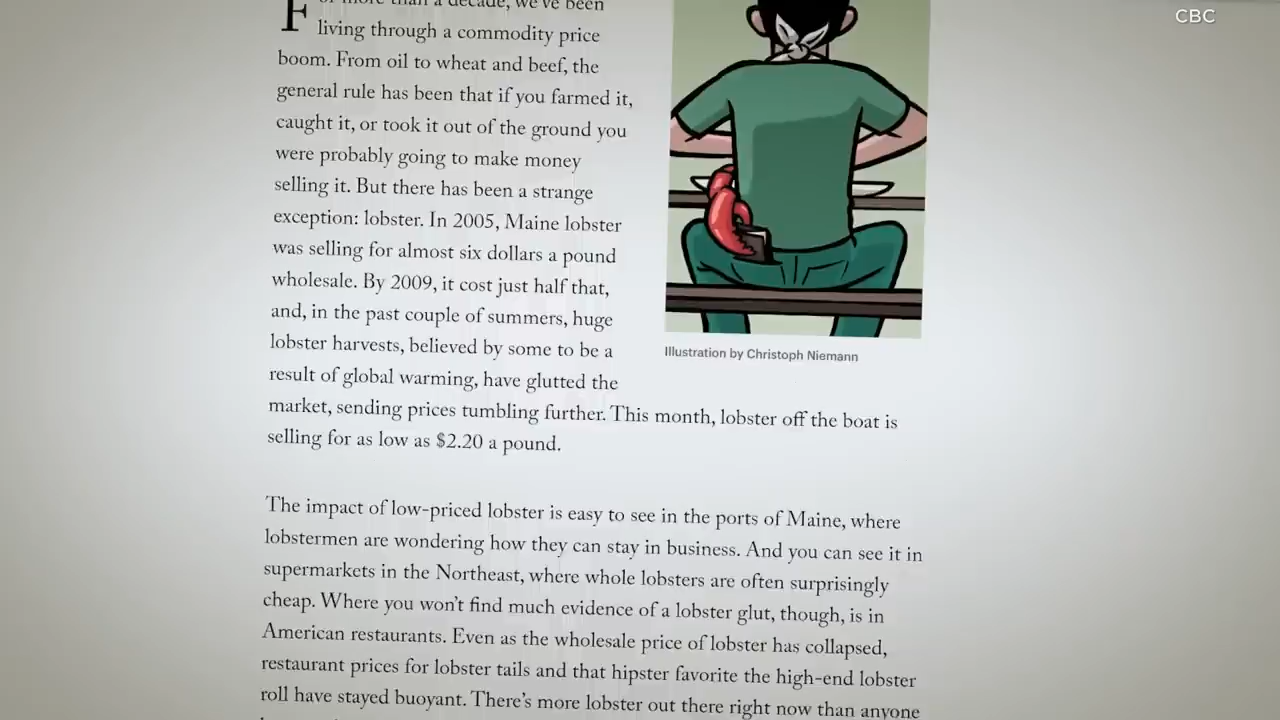 CBC
For more than a decade, we've been
living through a commodity price
boom. From oil to wheat and beef, the
general rule has been that if you farmed it,
caught it, or took it out of the ground you
were probably going to make money
selling it. But there has been a strange
exception: lobster. In 2005, Maine lobster
was selling for almost six dollars a pound
wholesale. By 2009, it cost just half that,
and, in the past couple of summers, huge
lobster harvests, believed by some to be a
result of global warming, have glutted the
market, sending prices tumbling further. This month, lobster off the boat is
selling for as low as $2.20 a pound.
Illustration by Christoph Niemann
The impact of low-priced lobster is easy to see in the ports of Maine, where
lobstermen are wondering how they can stay in business. And you can see it in
supermarkets in the Northeast, where whole lobsters are often surprisingly
cheap. Where you won't find much evidence of a lobster glut, though, is in
American restaurants. Even as the wholesale price of lobster has collapsed,
restaurant prices for lobster tails and that hipster favorite the high-end lobster
roll have stayed buoyant. There's more lobster out there right now than anyone